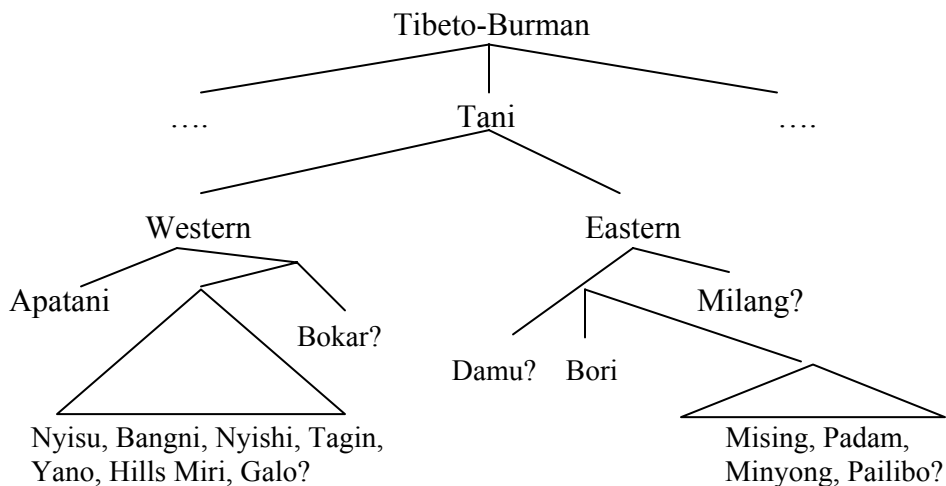 Tibeto-Burman
…. Tani ….
Western Eastern
Apatani Bokar? Milang?
Damu? Bori
Nyisu, Bangni, Nyishi, Tagin,
Yano, Hills Miri, Galo?
Mising, Padam,
Minyong, Pailibo?